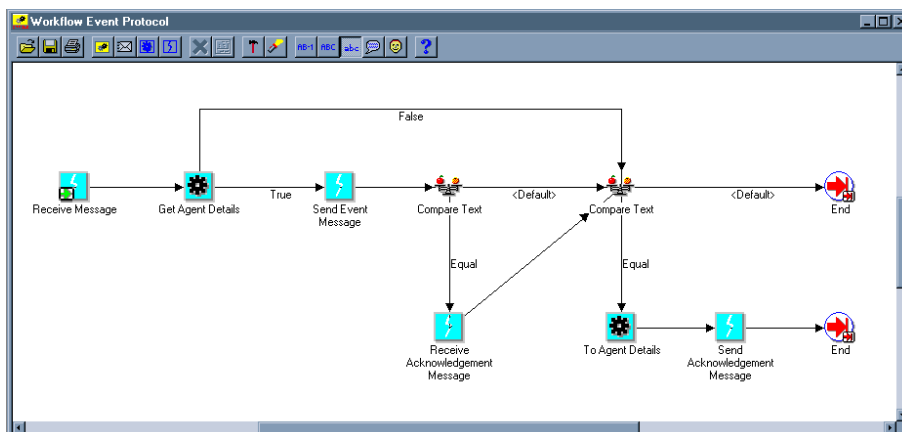 Workflow Event Protocol
AB-1
ABC
abc
?
False
Receive Message
Get Agent Details
True
Send Event
Message
Compare Text
<Default>
Compare Text
<Default>
End
Equal
Equal
Receive
Acknowledgement
Message
To Agent Details
Send
Acknowledgement
Message
End